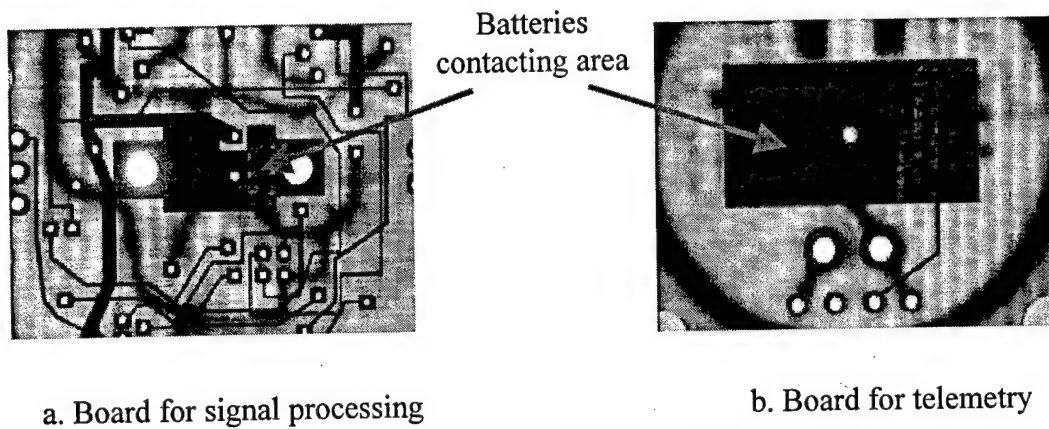 Batteries
contacting area
a. Board for signal processing
b. Board for telemetry